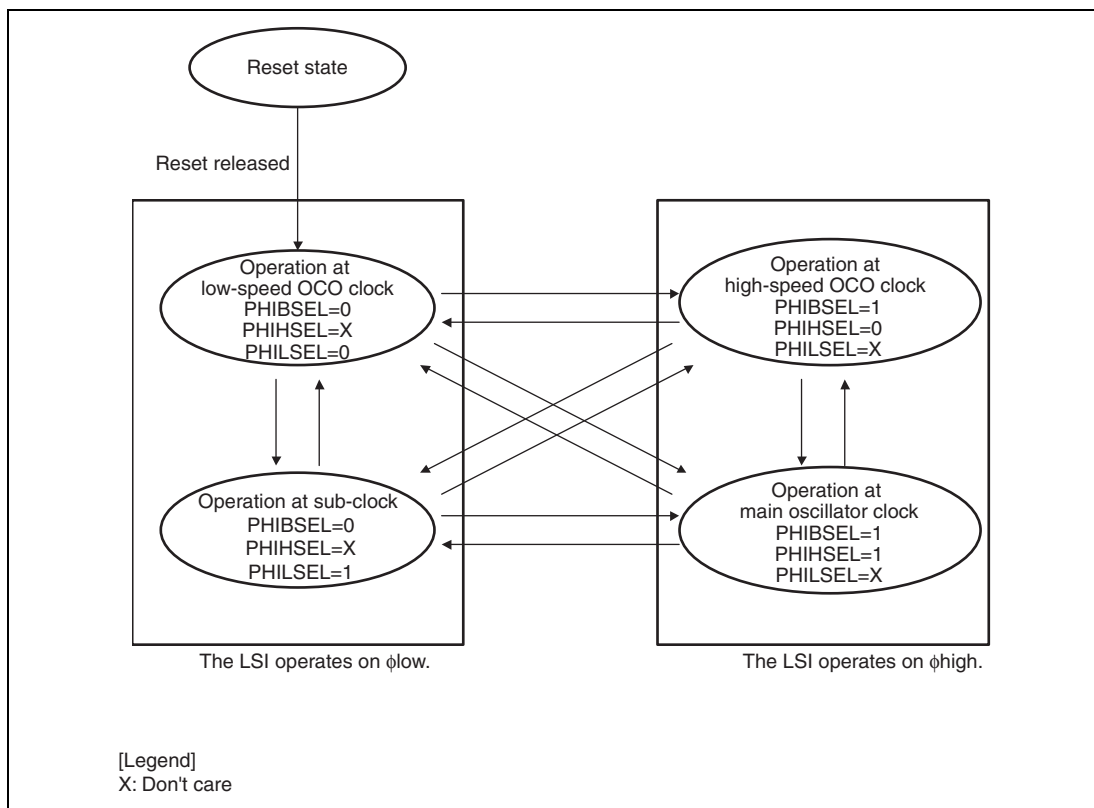 Reset state
Reset released
Operation at
low-speed OCO clock
PHIBSEL=0
PHIHSEL=X
PHILSEL=0
Operation at
high-speed OCO clock
PHIBSEL=1
PHIHSEL=0
PHILSEL=X
Operation at sub-clock
PHIBSEL=0
PHIHSEL=X
PHILSEL=1
Operation at
main oscillator clock
PHIBSEL=1
PHIHSEL=1
PHILSEL=X
The LSI operates on ϕlow.
The LSI operates on ϕhigh.
[Legend]
X: Don't care